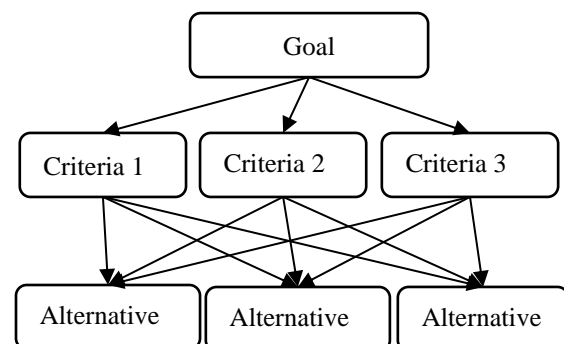 Goal
Criteria 1
Criteria 2
Criteria 3
Alternative
Alternative
Alternative